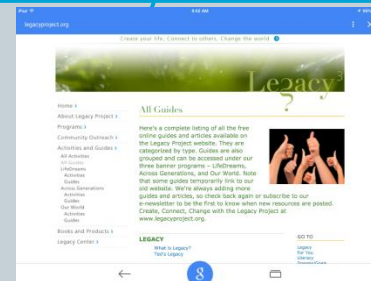 iPad
9:10 AM
legacyproject.org
Create your life, Connect to others, Change the world
Legacy³
Home >
About Legacy Project >
Programs >
Community Outreach >
Activities and Guides >
All Activities
All Guides
LifeDreams
Activities
Guides
Across Generations
Activities
Guides
Our World
Activities
Guides
Books and Products >
Legacy Center >
All Guides
Here's a complete listing of all the free
online guides and articles available on
the Legacy Project website. They are
categorized by type. Guides are also
grouped and can be accessed under our
three banner programs – LifeDreams,
Across Generations, and Our World. Note
that some guides temporarily link to our
old website. We're always adding more
guides and articles, so check back again or subscribe to our
e-newsletter to be the first to know when new resources are posted.
Create, Connect, Change with the Legacy Project at
www.legacyproject.org.
LEGACY
What is Legacy?
Ted's Legacy
GO TO
Legacy
For You
Literacy
g